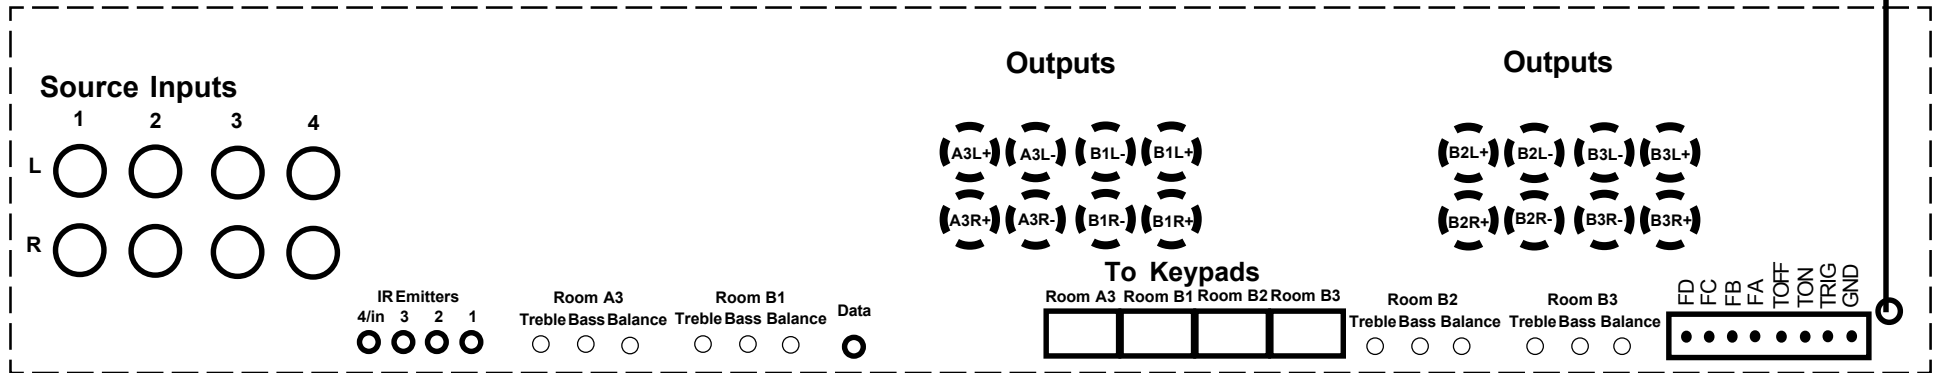 Source Inputs
1 2 3 4
L
R
IR Emitters
4/in 3 2 1
Room A3
Treble Bass Balance
Room B1
Treble Bass Balance
Data
Outputs
A3L+ A3L- B1L- B1L+
A3R+ A3R- B1R- B1R+
To Keypads
Room A3 Room B1 Room B2 Room B3
Outputs
B2L+ B2L- B3L- B3L+
B2R+ B2R- B3R- B3R+
Room B2
Treble Bass Balance
Room B3
Treble Bass Balance
FD
FC
FB
FA
TOFF
TON
TRIG
GND